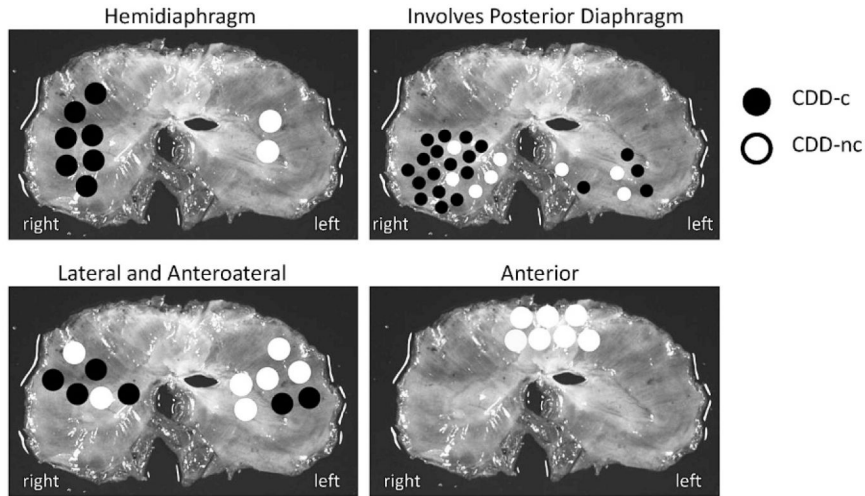 Hemidiaphragm
Involves Posterior Diaphragm
CDD-c
CDD-nc
right
left
right
left
Lateral and Anteroateral
Anterior
right
left
right
left